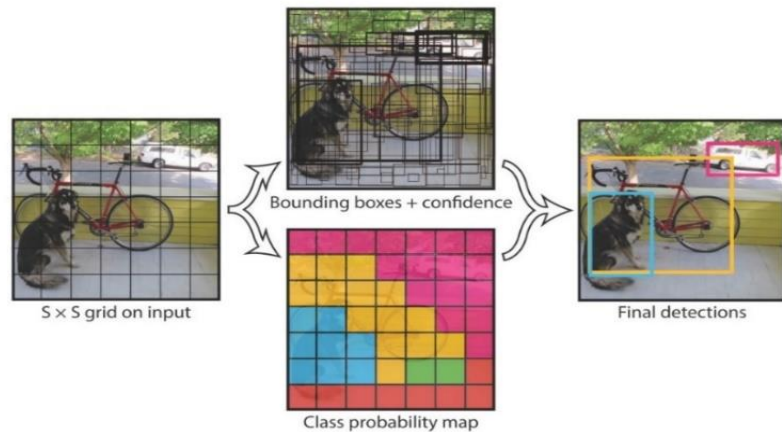 Bounding boxes + confidence
S × S grid on input
Final detections
Class probability map